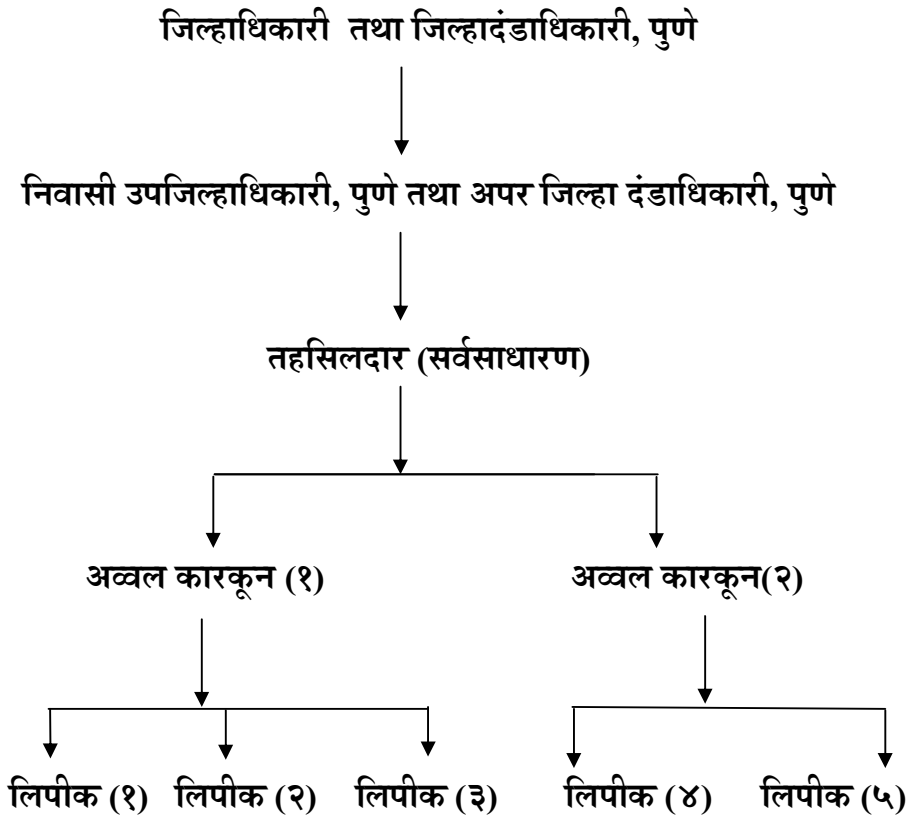 जिल्हाधिकारी तथा जिल्हादंडाधिकारी, पुणे
निवासी उपजिल्हाधिकारी, पुणे तथा अपर जिल्हा दंडाधिकारी, पुणे
तहसिलदार (सर्वसाधारण)
अव्वल कारकून (१) अव्वल कारकून(२)
लिपीक (१) लिपीक (२) लिपीक (३) लिपीक (४) लिपीक (५)